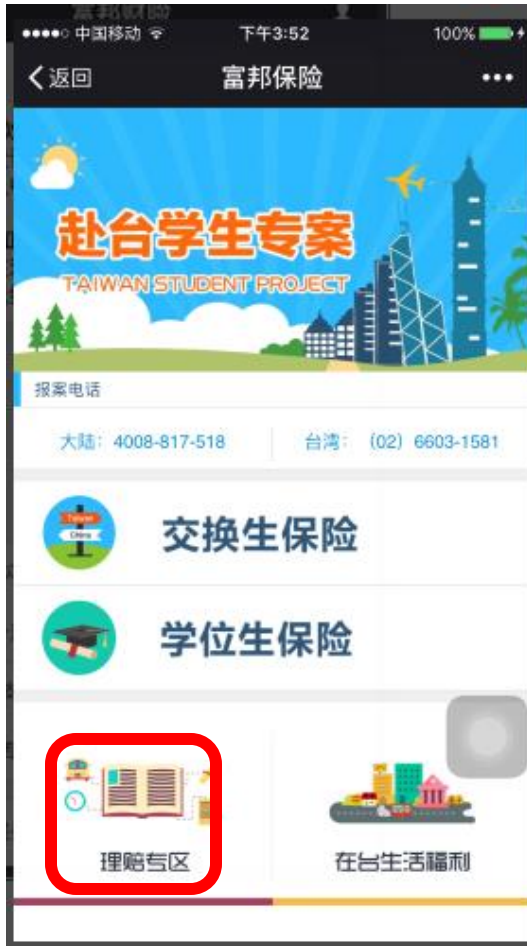 中国移动 下午3:52 100%
返回 富邦保险
赴台学生专案
TAIWAN STUDENT PROJECT
报案电话
大陆：4008-817-518 台湾：（02）6603-1581
Taiwan
China
交换生保险
学位生保险
理赔专区 在台生活福利